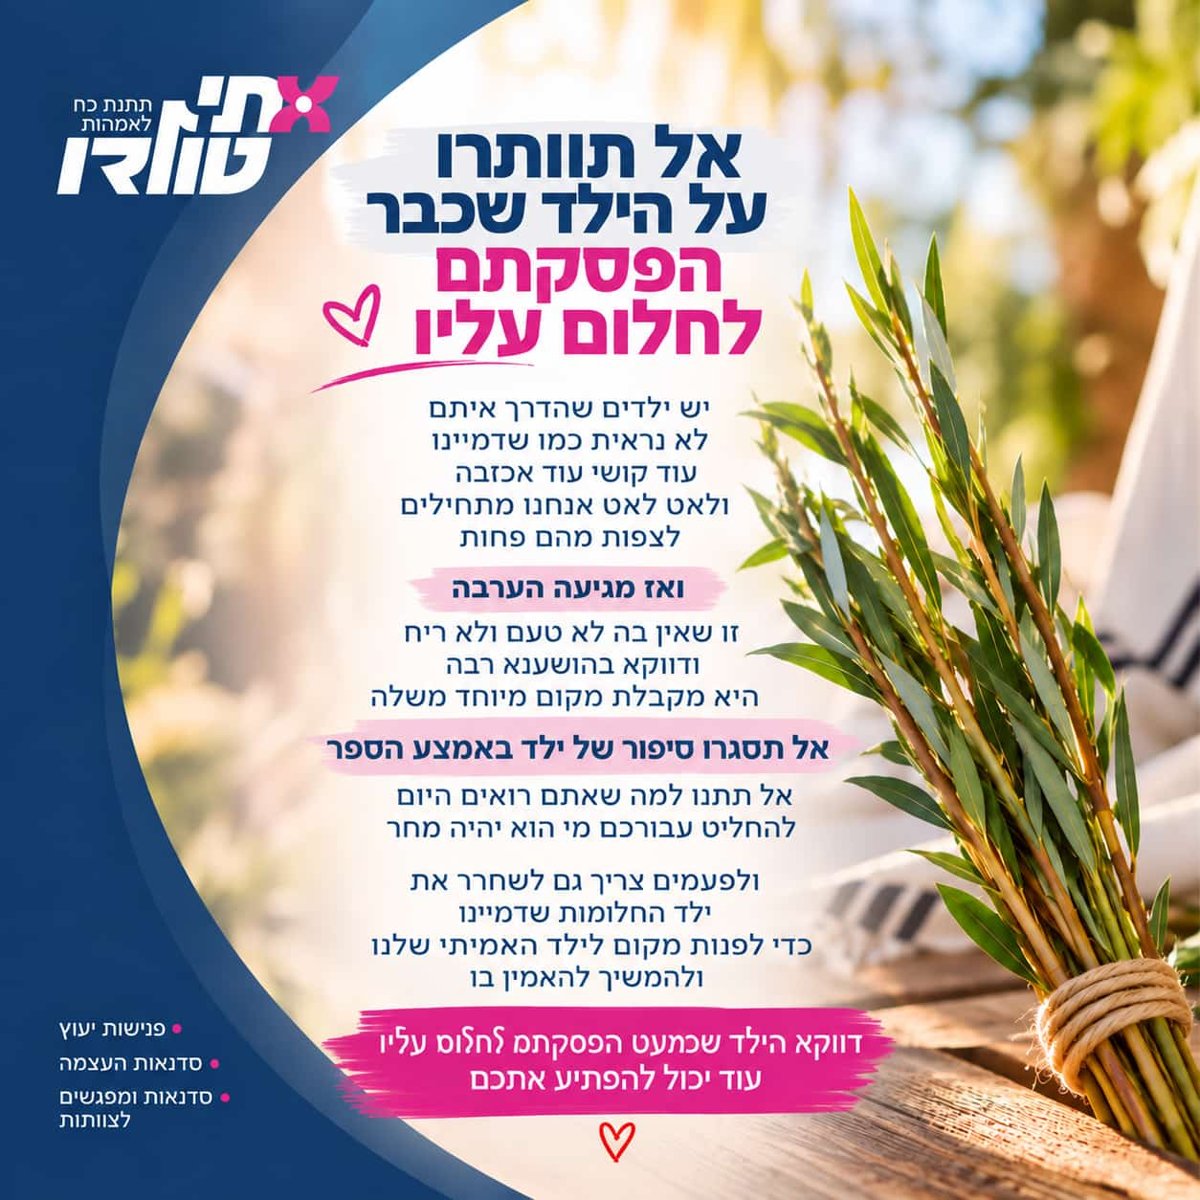 אתי
תתנת כח
לאמהות
טולדו
אל תוותרו
על הילד שכבר
הפסקתם
לחלום עליו
יש ילדים שהדרך איתם
לא נראית כמו שדמיינו
עוד קושי עוד אכזבה
ולאט לאט אנחנו מתחילים
לצפות מהם פחות
ואז מגיעה הערבה
זו שאין בה לא טעם ולא ריח
ודווקא בהושענא רבה
היא מקבלת מקום מיוחד משלה
אל תסגרו סיפור של ילד באמצע הספר
אל תתנו למה שאתם רואים היום
להחליט עבורכם מי הוא יהיה מחר
ולפעמים צריך גם לשחרר את
ילד החלומות שדמיינו
כדי לפנות מקום לילד האמיתי שלנו
ולהמשיך להאמין בו
דווקא הילד שכמעט הפסקתם לחלום עליו
עוד יכול להפתיע אתכם
• פנישות יעוץ
• סדנאות העצמה
• סדנאות ומפגשים
לצוותות